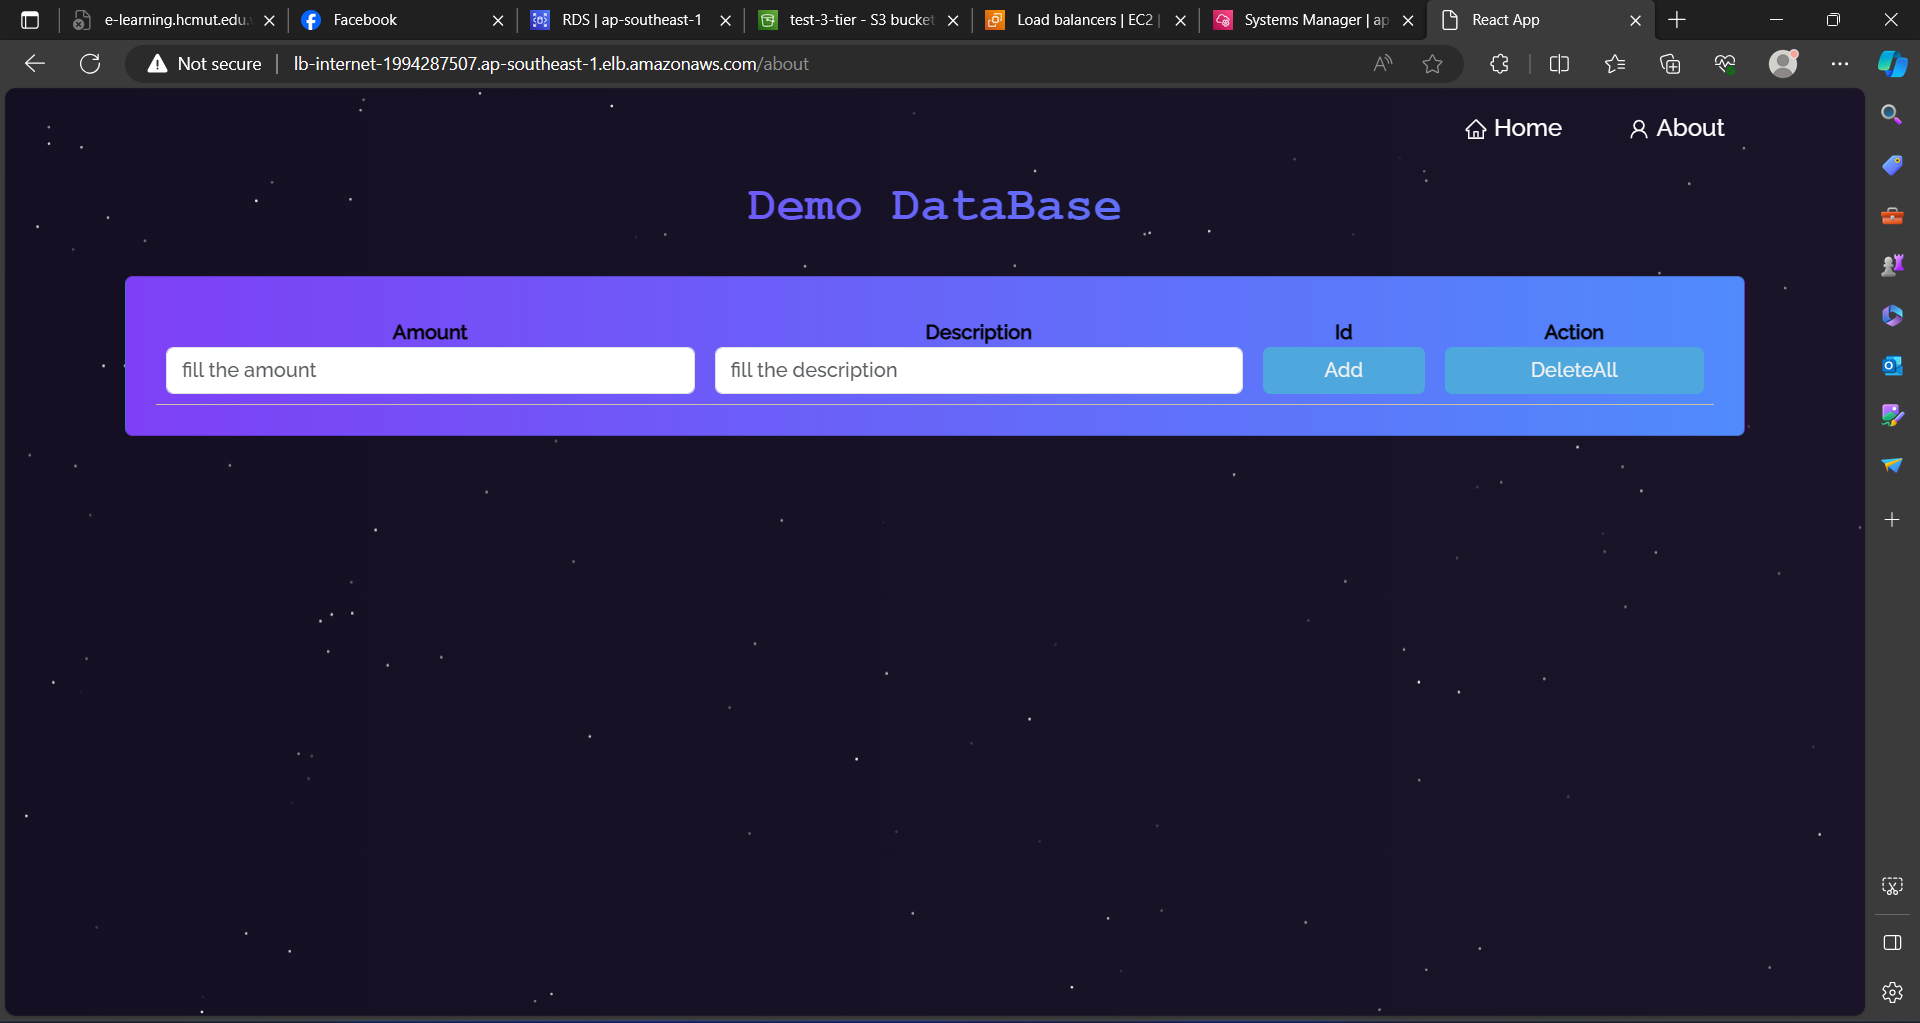 e-learning.hcmut.edu.
Facebook
RDS | ap-southeast-1
test-3-tier - S3 bucket
Load balancers | EC2 |
Systems Manager | ap
React App
Not secure
lb-internet-1994287507.ap-southeast-1.elb.amazonaws.com/about
Home
About
Demo DataBase
Amount
Description
Id
Action
fill the amount
fill the description
Add
DeleteAll